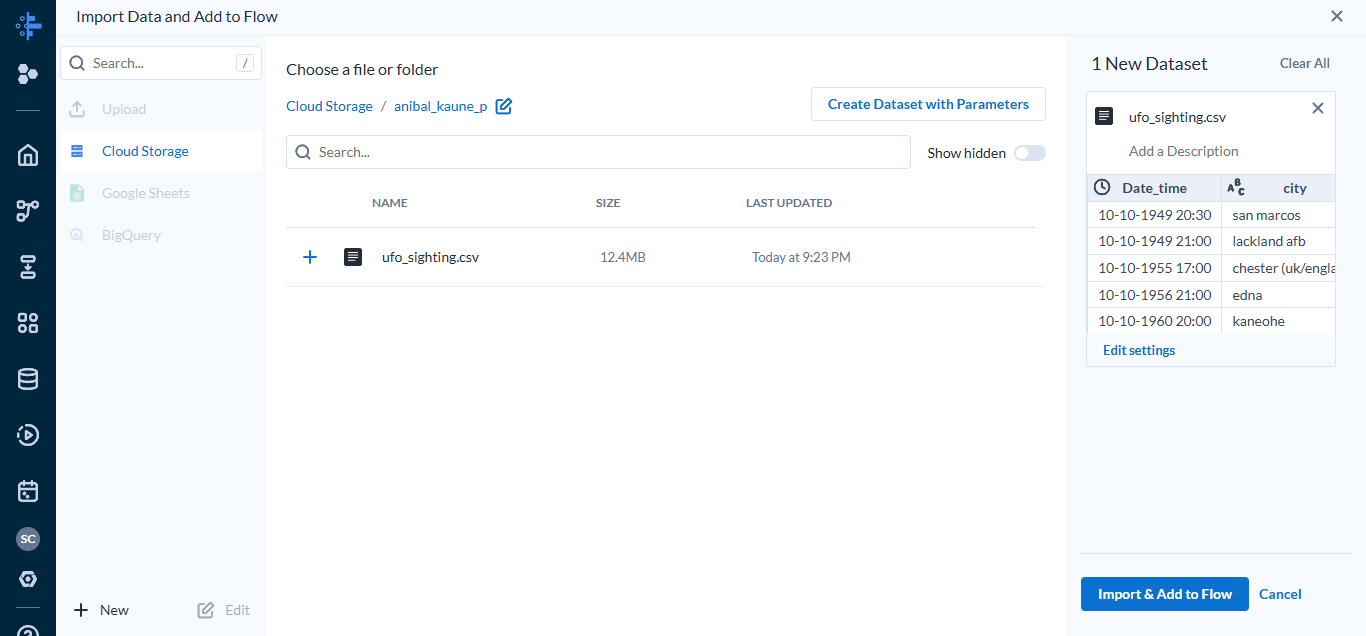 Import Data and Add to Flow
Search...
/
Upload
Cloud Storage
Google Sheets
BigQuery
SC
New
Edit
Choose a file or folder
Cloud Storage / anibal_kaune_p
Create Dataset with Parameters
Search...
Show hidden
NAME SIZE LAST UPDATED
ufo_sighting.csv 12.4MB Today at 9:23 PM
1 New Dataset
Clear All
ufo_sighting.csv
Add a Description
Date_time ABC city
10-10-1949 20:30 san marcos
10-10-1949 21:00 lackland afb
10-10-1955 17:00 chester (uk/engla
10-10-1956 21:00 edna
10-10-1960 20:00 kaneohe
Edit settings
Import & Add to Flow
Cancel